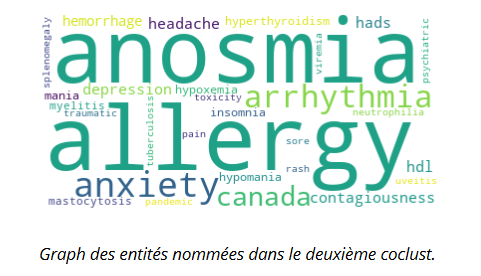 hemorrhage headache hyperthyroidism hads
splenomegaly anosmia viremia psychiatric
mania depression hypoxemia toxicity arrhythmia
myelitis traumatic tuberculosis insomnia neutrophilia
allergy pain sore
anxiety hypomania rash hdl
uveitis
mastocytosis pandemic canada contagiousness
Graph des entités nommées dans le deuxième coclust.